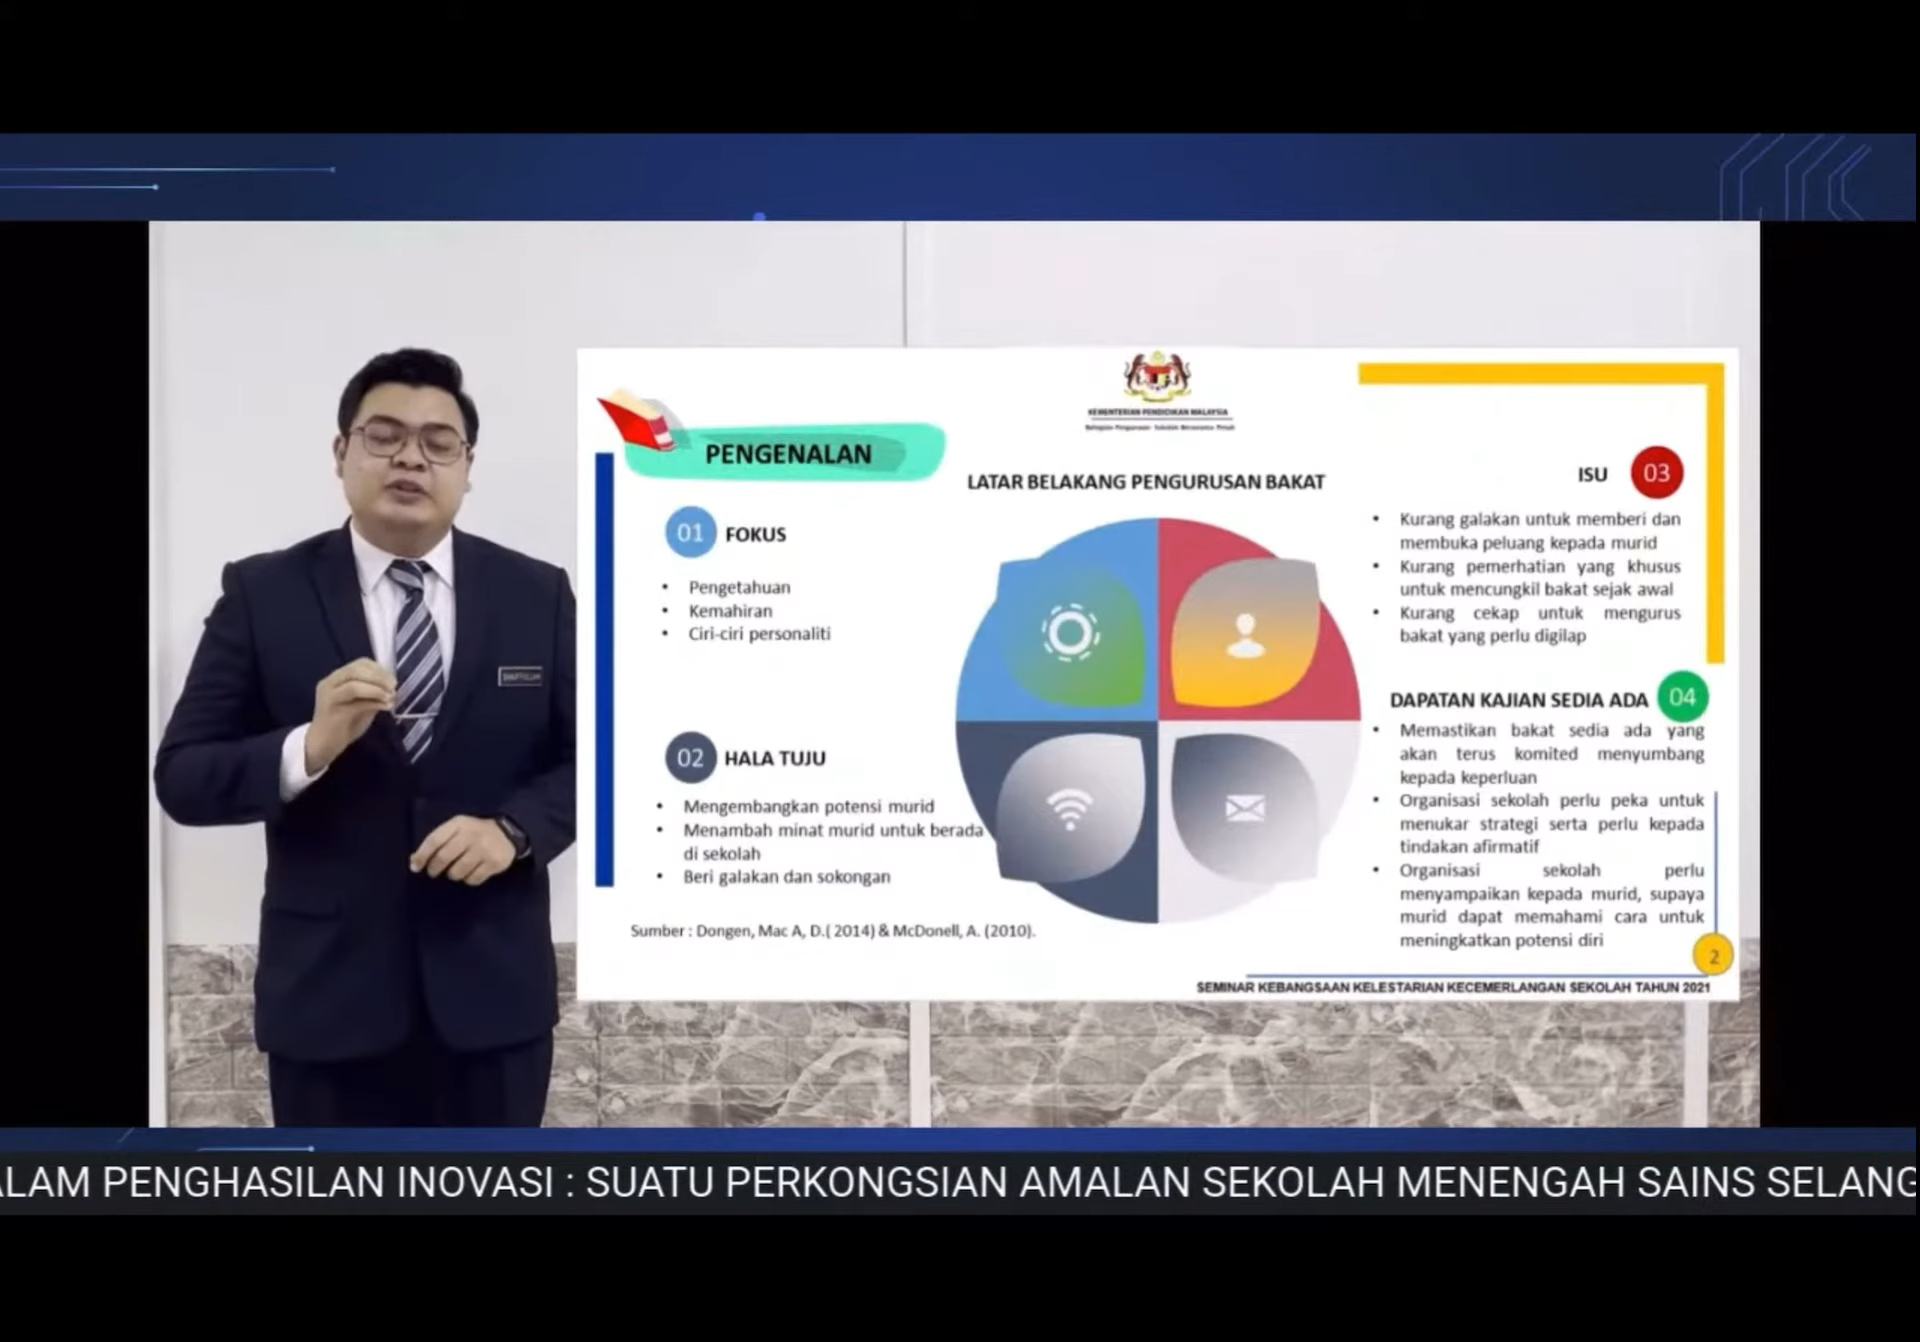 KEMENTERIAN PENDIDIKAN MALAYSIA
PENGENALAN
LATAR BELAKANG PENGURUSAN BAKAT
01 FOKUS
• Pengetahuan
• Kemahiran
• Ciri-ciri personaliti
02 HALA TUJU
• Mengembangkan potensi murid
• Menambah minat murid untuk berada
di sekolah
• Beri galakan dan sokongan
Sumber : Dongen, Mac A, D.( 2014) & McDonell, A. (2010).
ISU 03
• Kurang galakan untuk memberi dan
membuka peluang kepada murid
• Kurang pemerhatian yang khusus
untuk mencungkil bakat sejak awal
• Kurang cekap untuk mengurus
bakat yang perlu digilap
DAPATAN KAJIAN SEDIA ADA 04
• Memastikan bakat sedia ada yang
akan terus komited menyumbang
kepada keperluan
• Organisasi sekolah perlu peka untuk
menukar strategi serta perlu kepada
tindakan afirmatif
• Organisasi sekolah perlu
menyampaikan kepada murid, supaya
murid dapat memahami cara untuk
meningkatkan potensi diri
2
SEMINAR KEBANGSAAN KELESTARIAN KECEMERLANGAN SEKOLAH TAHUN 2021
ALAM PENGHASILAN INOVASI : SUATU PERKONGSIAN AMALAN SEKOLAH MENENGAH SAINS SELANG